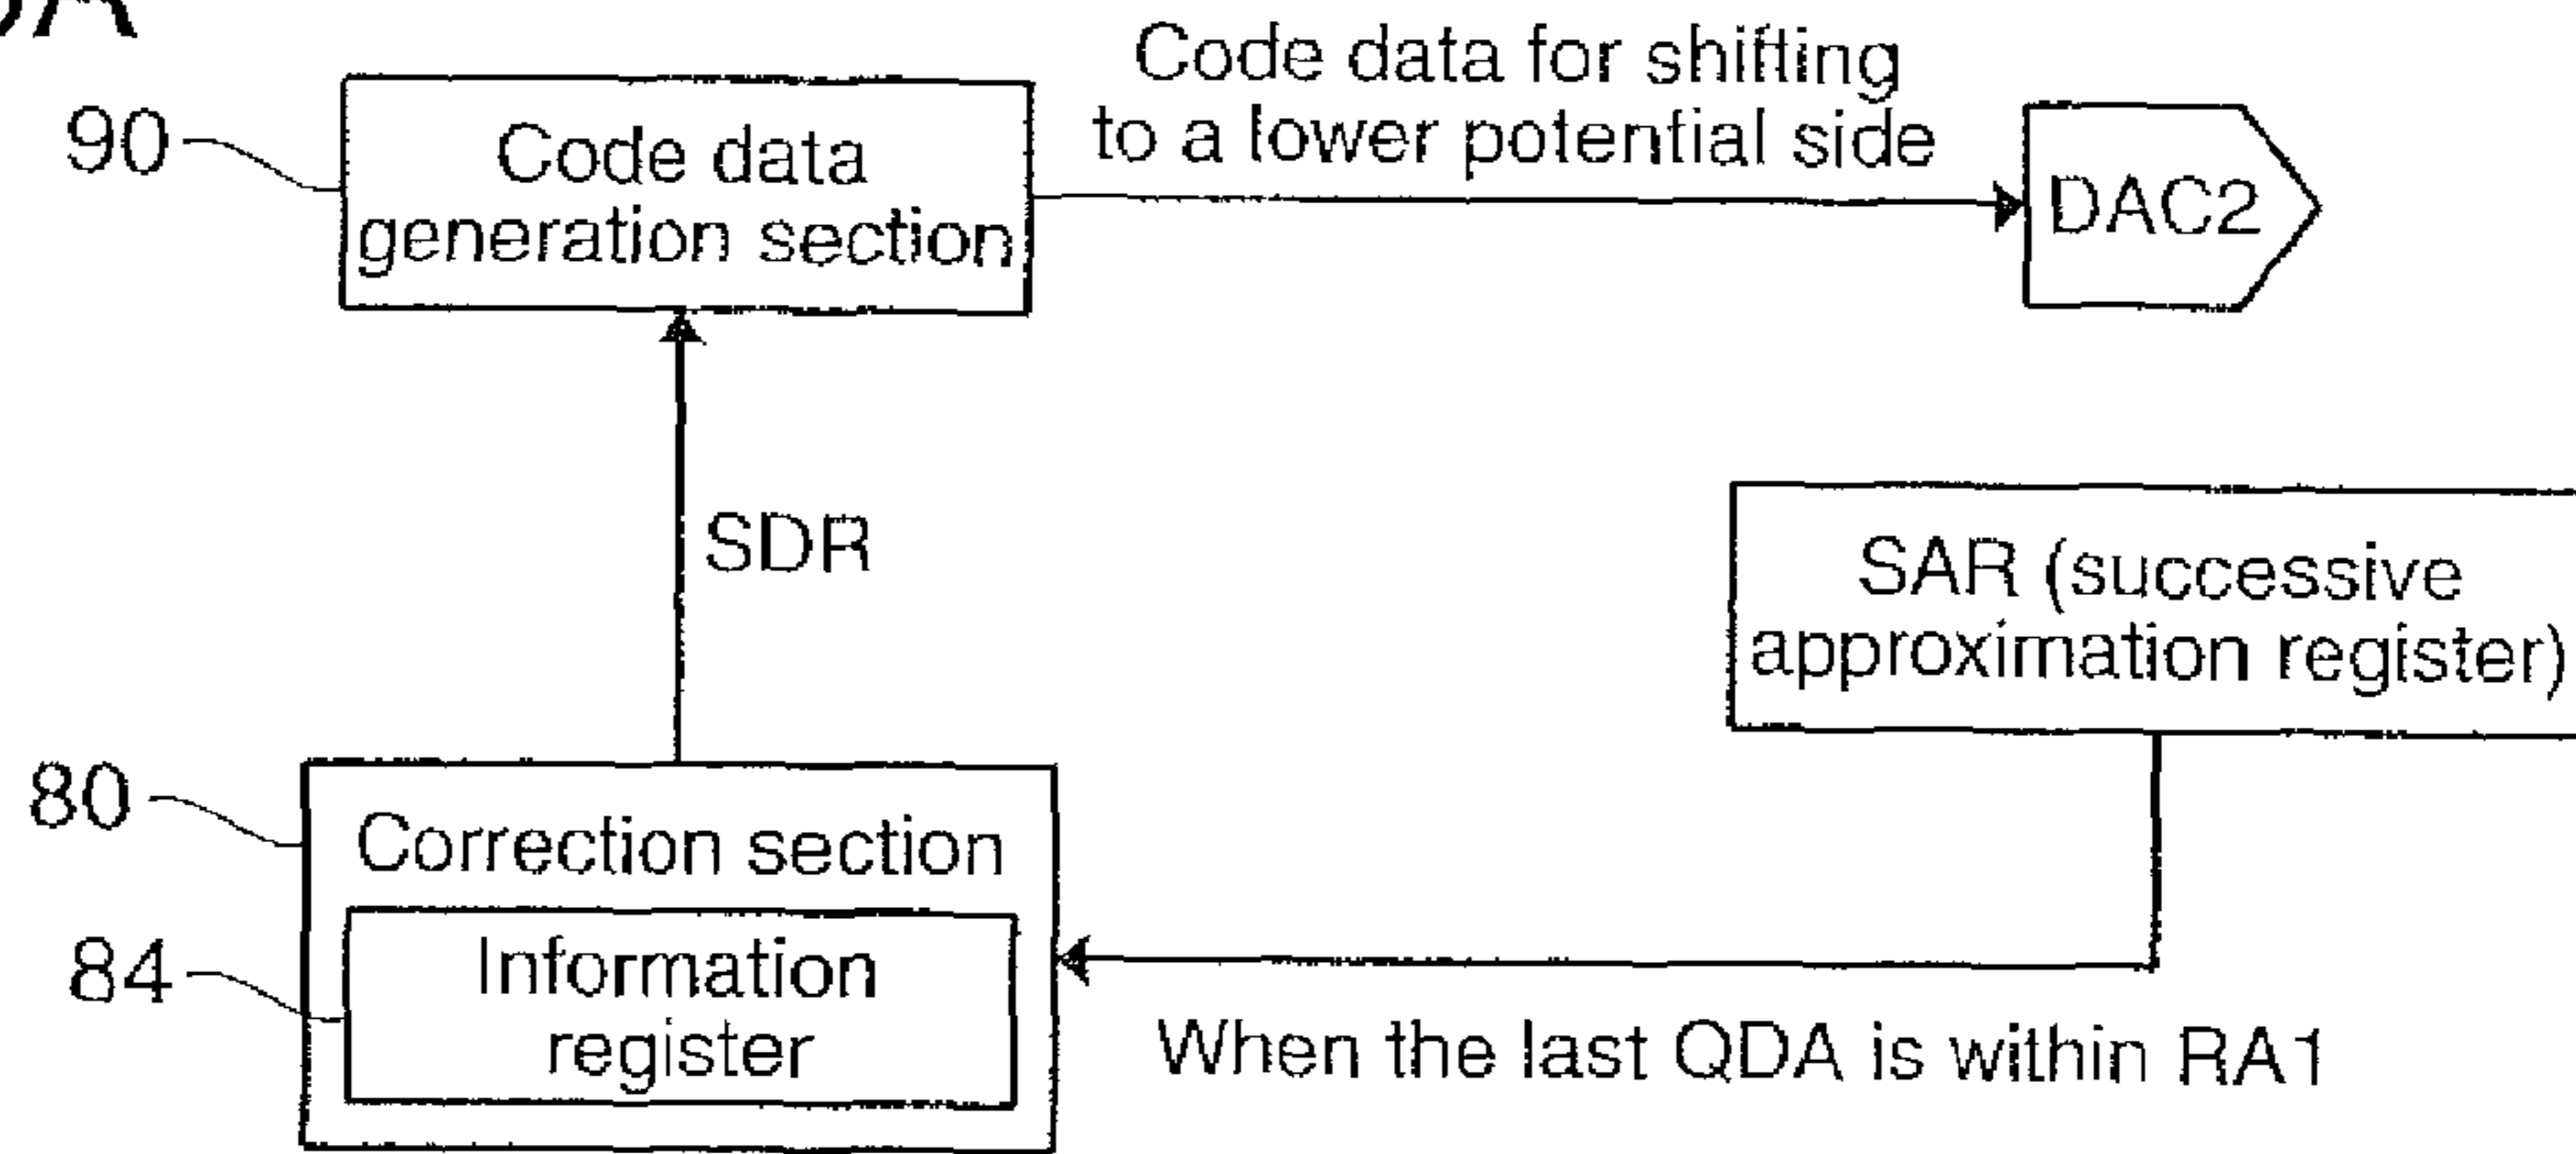 Code data for shifting
to a lower potential side
90
Code data
generation section
DAC2
SDR
SAR (successive
approximation register)
80
Correction section
84
Information
register
When the last QDA is within RA1